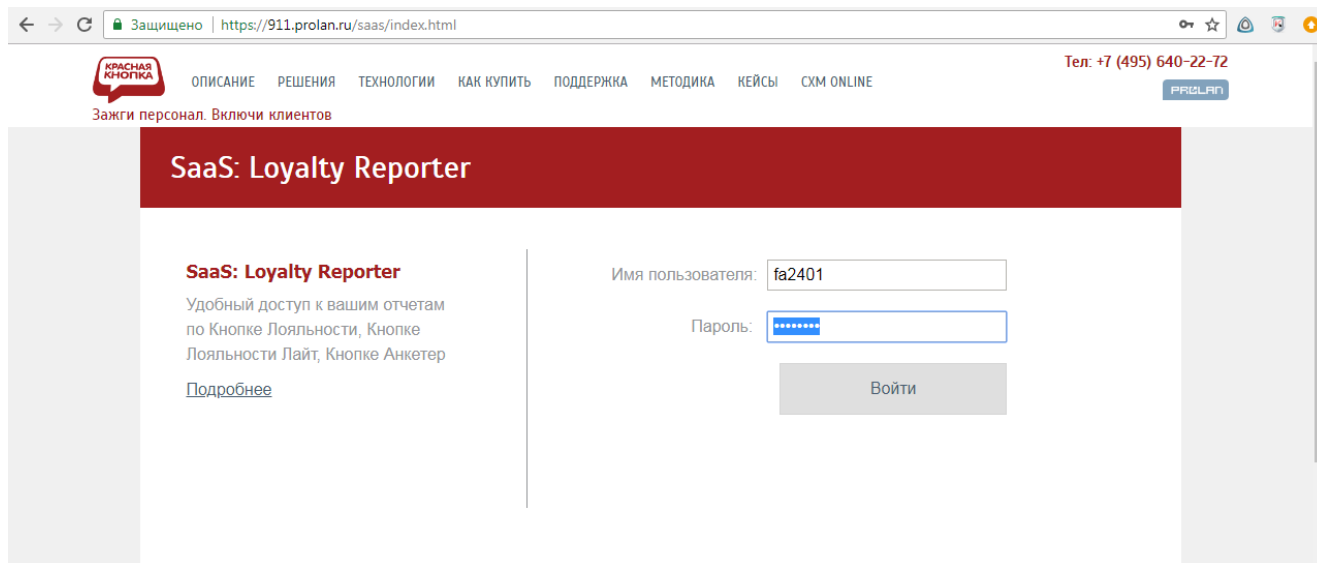 Защищено | https://911.prolan.ru/saas/index.html
КРАСНАЯ
КНОПКА
ОПИСАНИЕ РЕШЕНИЯ ТЕХНОЛОГИИ КАК КУПИТЬ ПОДДЕРЖКА МЕТОДИКА КЕЙСЫ CXM ONLINE
Тел: +7 (495) 640-22-72
PROLAN
Зажги персонал. Включи клиентов
SaaS: Loyalty Reporter
SaaS: Loyalty Reporter
Удобный доступ к вашим отчетам
по Кнопке Лояльности, Кнопке
Лояльности Лайт, Кнопке Анкетер
Подробнее
Имя пользователя: fa2401
Пароль: ••••••••
Войти